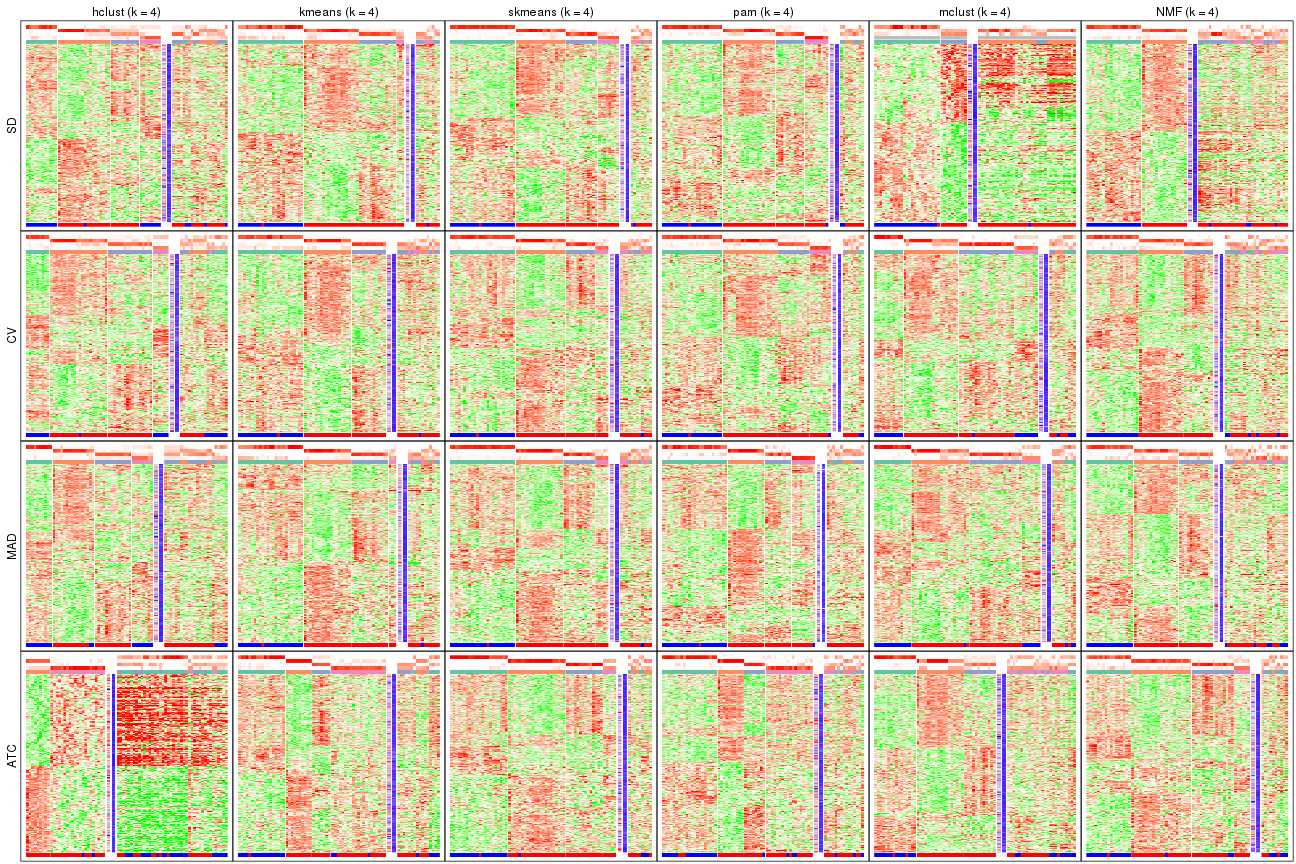 hclust (k = 4)
kmeans (k = 4)
skmeans (k = 4)
pam (k = 4)
mclust (k = 4)
NMF (k = 4)
SD
CV
MAD
ATC